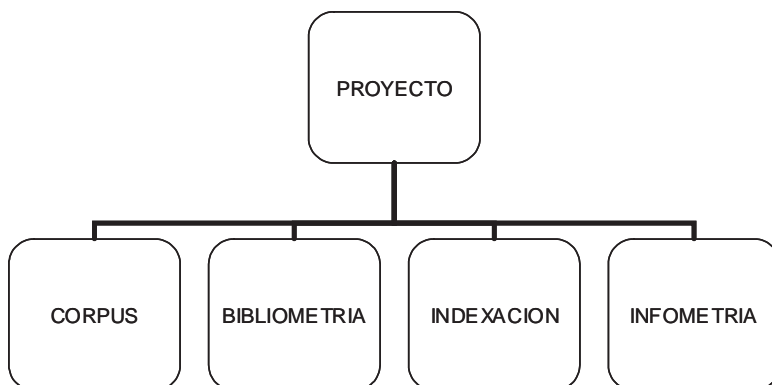 PROYECTO
CORPUS
BIBLIOMETRIA
INDEXACION
INFOMETRIA